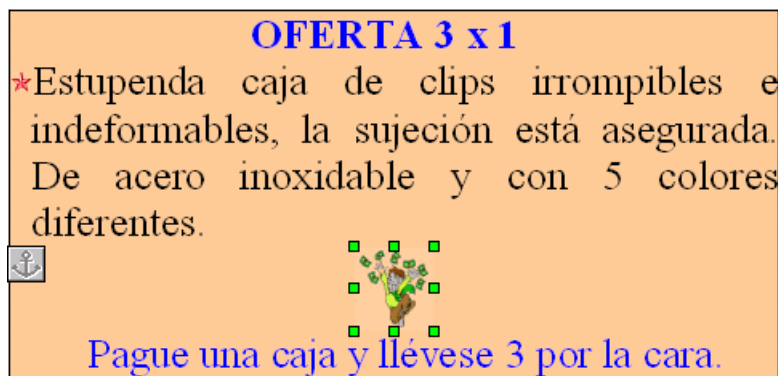 OFERTA 3 x 1
Estupenda caja de clips irrompibles e
indeformables, la sujeción está asegurada.
De acero inoxidable y con 5 colores
diferentes.
Pague una caja y llévese 3 por la cara.